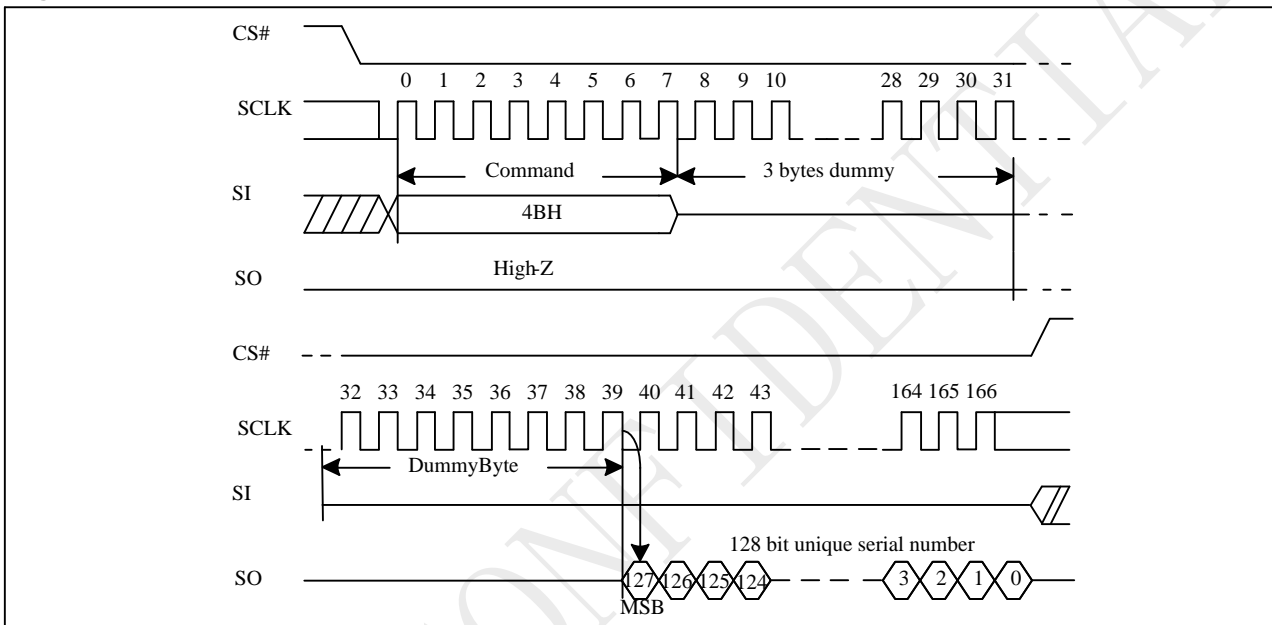 CS#
0 1 2 3 4 5 6 7 8 9 10 28 29 30 31
SCLK
Command 3 bytes dummy
SI
4BH
High-Z
SO
CS#
32 33 34 35 36 37 38 39 40 41 42 43 164 165 166
SCLK
DummyByte
SI
128 bit unique serial number
SO 127 126 125 124 3 2 1 0
MSB
ONFIDENTIA